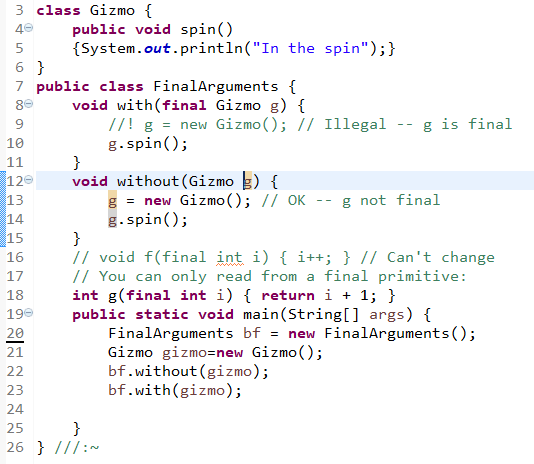 3 class Gizmo {
4 public void spin()
5 {System.out.println("In the spin");}
6 }
7 public class FinalArguments {
8 void with(final Gizmo g) {
9 //! g = new Gizmo(); // Illegal -- g is final
10 g.spin();
11 }
12 void without(Gizmo g) {
13 g = new Gizmo(); // OK -- g not final
14 g.spin();
15 }
16 // void f(final int i) { i++; } // Can't change
17 // You can only read from a final primitive:
18 int g(final int i) { return i + 1; }
19 public static void main(String[] args) {
20 FinalArguments bf = new FinalArguments();
21 Gizmo gizmo=new Gizmo();
22 bf.without(gizmo);
23 bf.with(gizmo);
24
25 }
26 } ///:~